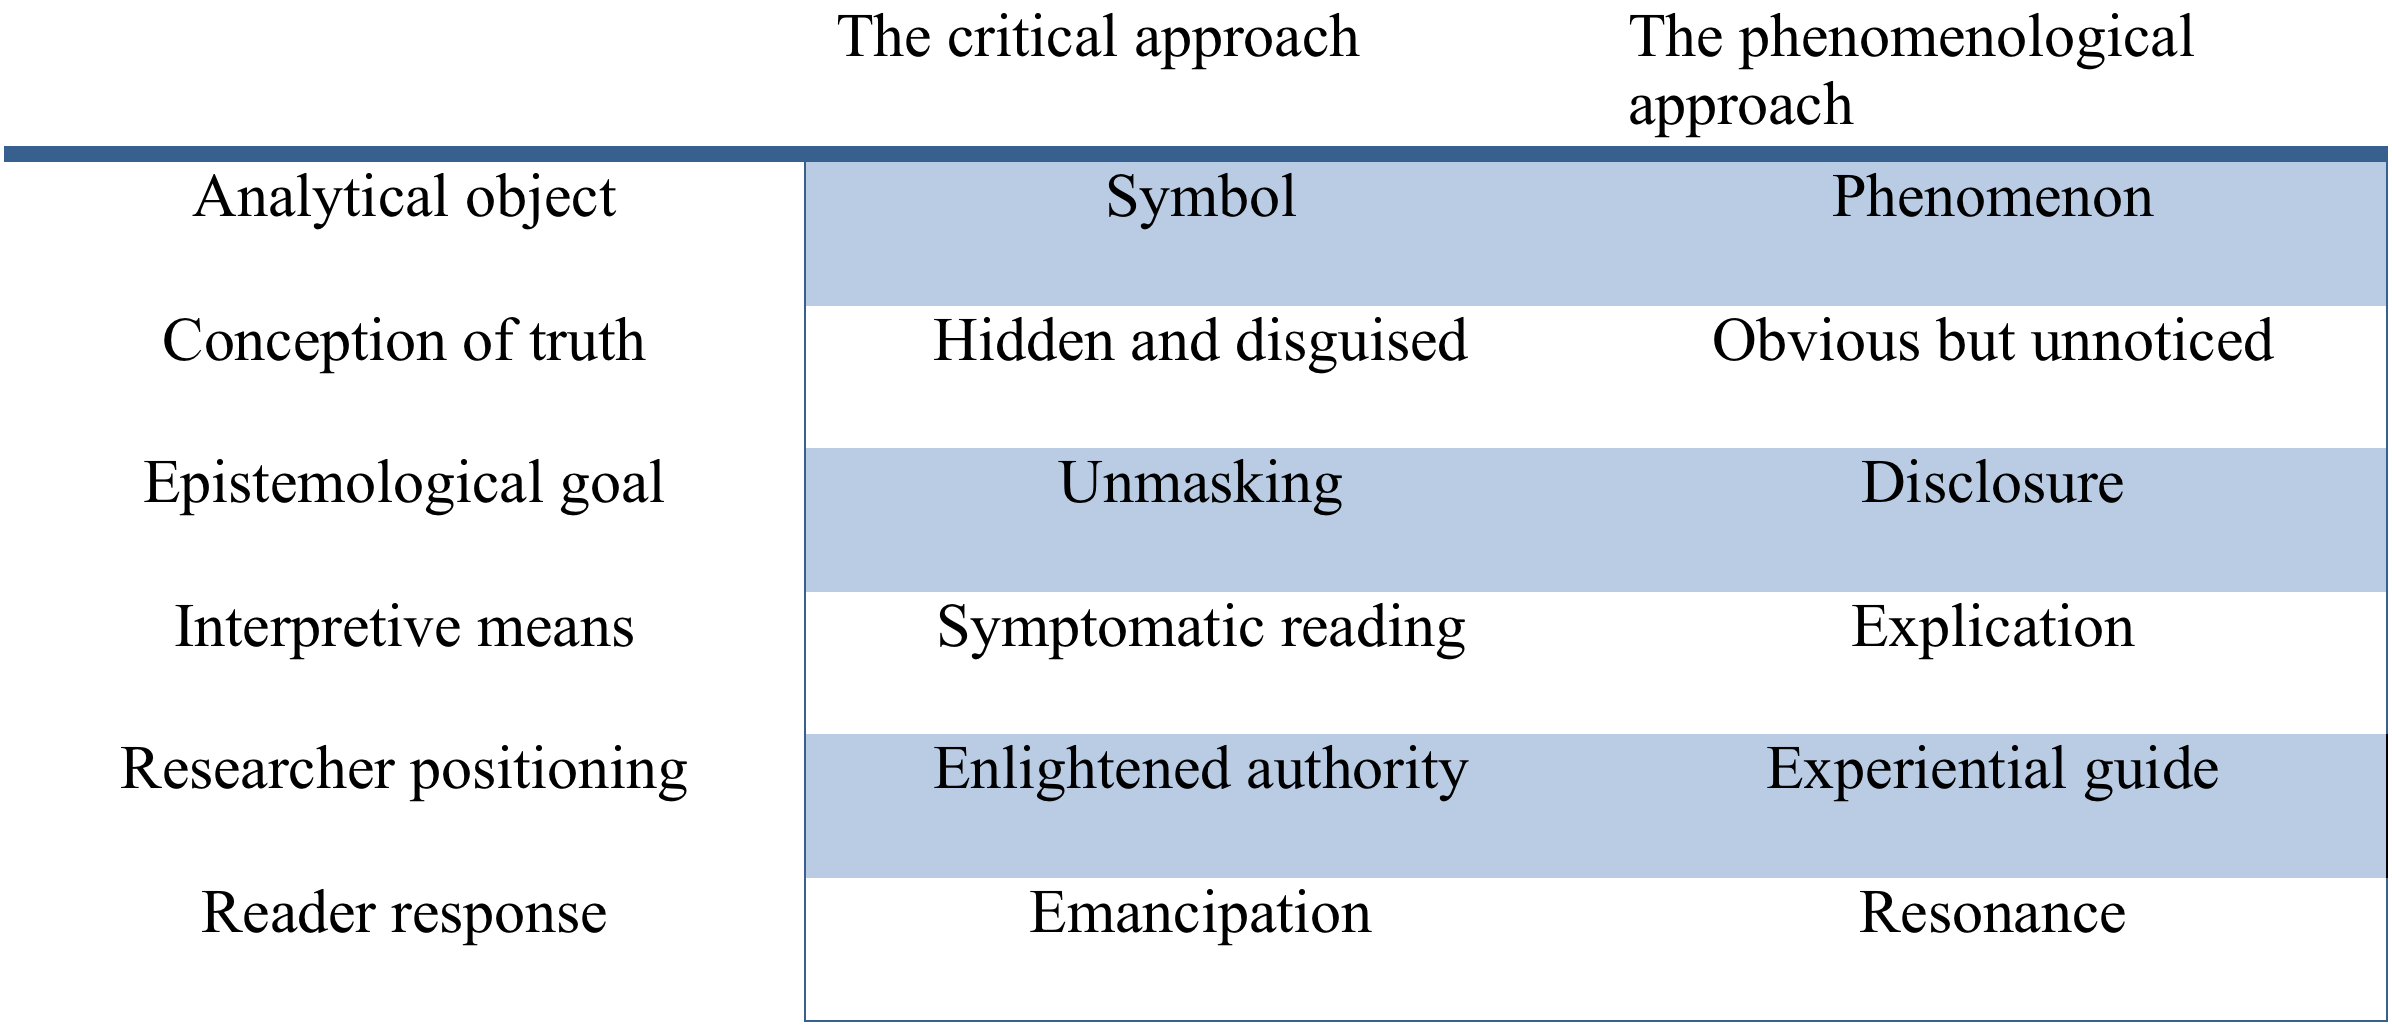 The critical approach The phenomenological
approach
Analytical object Symbol Phenomenon
Conception of truth Hidden and disguised Obvious but unnoticed
Epistemological goal Unmasking Disclosure
Interpretive means Symptomatic reading Explication
Researcher positioning Enlightened authority Experiential guide
Reader response Emancipation Resonance